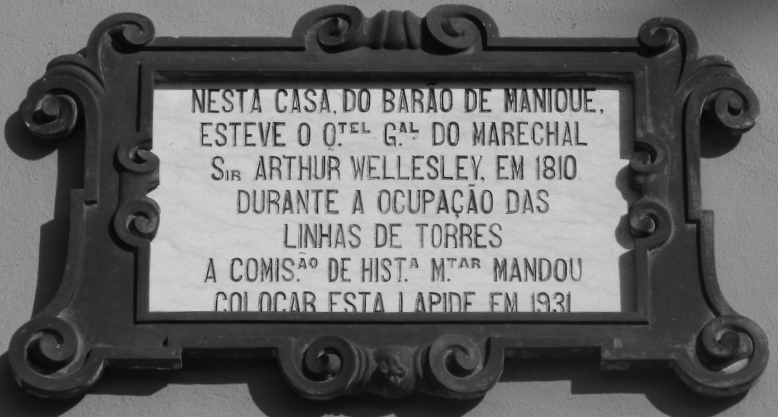 NESTA CASA, DO BARÃO DE MANIQUE,
ESTEVE O Q.TEL G.AL DO MARECHAL
SIR ARTHUR WELLESLEY, EM 1810
DURANTE A OCUPAÇÃO DAS
LINHAS DE TORRES
A COMIS.ÃO DE HIST.A M.TAR MANDOU
COLOCAR ESTA LAPIDE EM 1931